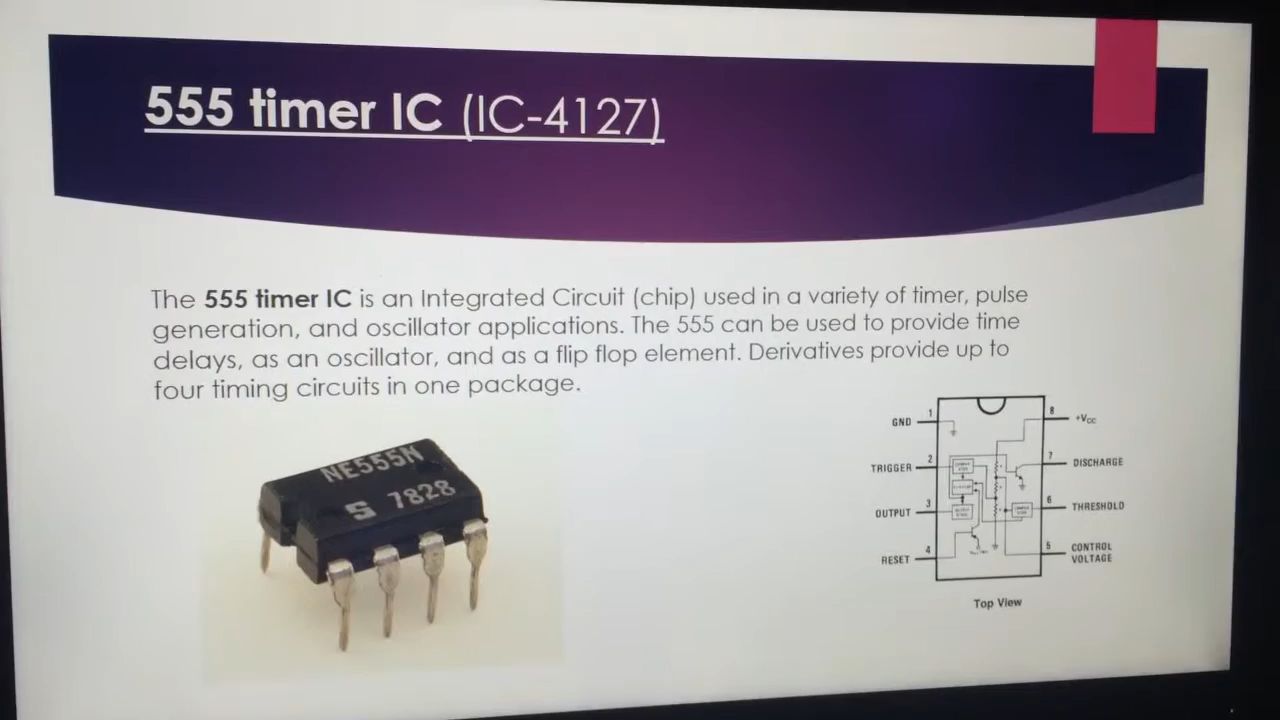 555 timer IC (IC-4127)
The 555 timer IC is an Integrated Circuit (chip) used in a variety of timer, pulse
generation, and oscillator applications. The 555 can be used to provide time
delays, as an oscillator, and as a flip flop element. Derivatives provide up to
four timing circuits in one package.
NE555N
S 7828
GND 1
8 +VCC
TRIGGER 2
7 DISCHARGE
OUTPUT 3
6 THRESHOLD
RESET 4
5 CONTROL
VOLTAGE
Top View